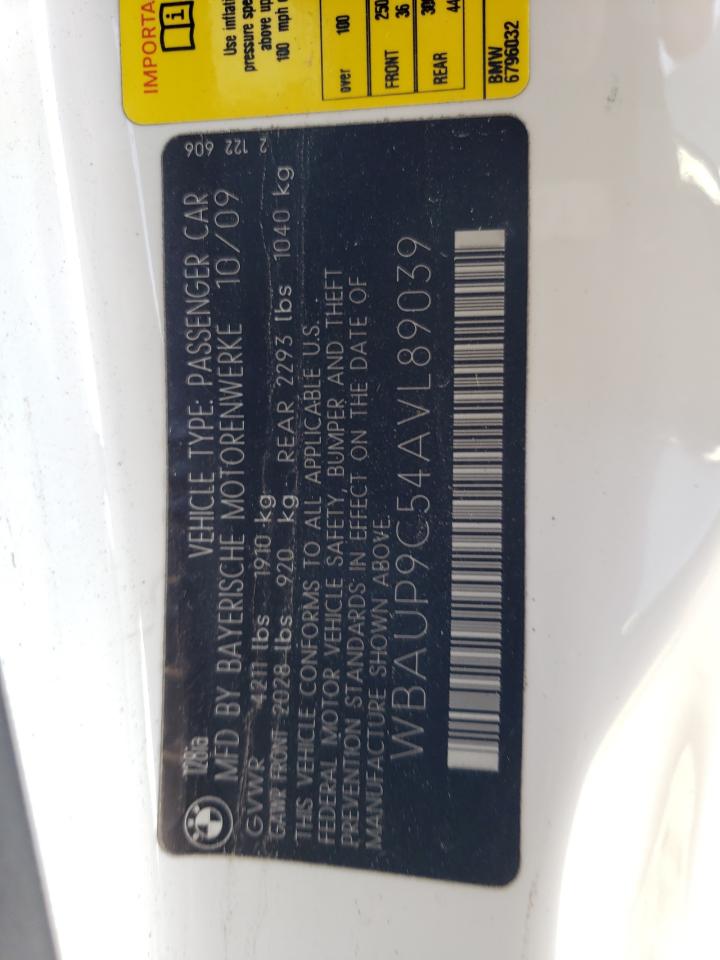 IMPORTA
Use inflati
pressure spe
above up
100 mph o
over 100
FRONT 36
REAR 44
BMW
6796032
128ia VEHICLE TYPE: PASSENGER CAR 2 122 606
MFD BY BAYERISCHE MOTORENWERKE 10/09
GVWR 4211 lbs 1910 kg
GAWR FRONT 2028 lbs 920 kg REAR 2293 lbs 1040 kg
THIS VEHICLE CONFORMS TO ALL APPLICABLE U.S.
FEDERAL MOTOR VEHICLE SAFETY, BUMPER AND THEFT
PREVENTION STANDARDS IN EFFECT ON THE DATE OF
MANUFACTURE SHOWN ABOVE.
WBAUP9C54AVL89039